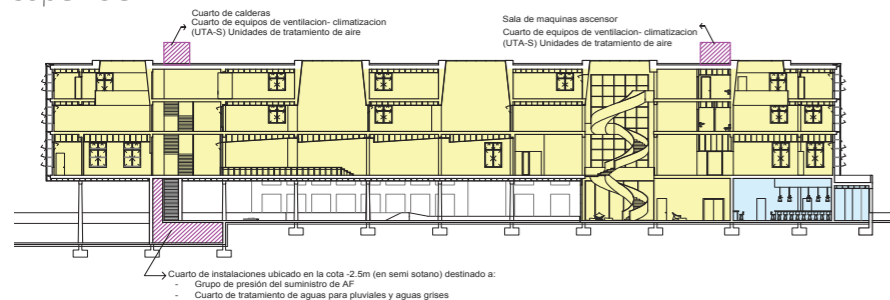 Cuarto de calderas
Cuarto de equipos de ventilacion- climatizacion
(UTA-S) Unidades de tratamiento de aire
Sala de maquinas ascensor
Cuarto de equipos de ventilacion- climatizacion
(UTA-S) Unidades de tratamiento de aire
Cuarto de instalaciones ubicado en la cota -2.5m (en semi sotano) destinado a:
- Grupo de presión del suministro de AF
- Cuarto de tratamiento de aguas para pluviales y aguas grises